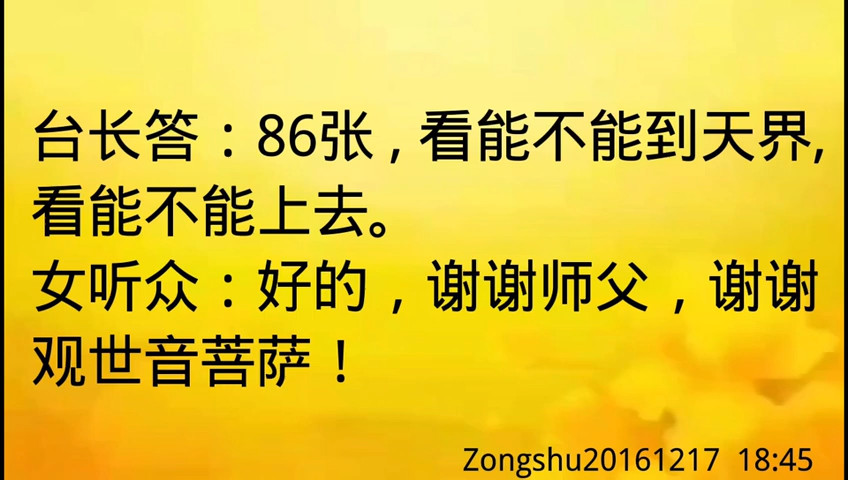 台长答：86张，看能不能到天界，
看能不能上去。
女听众：好的，谢谢师父，谢谢
观世音菩萨！
Zongshu20161217 18:45